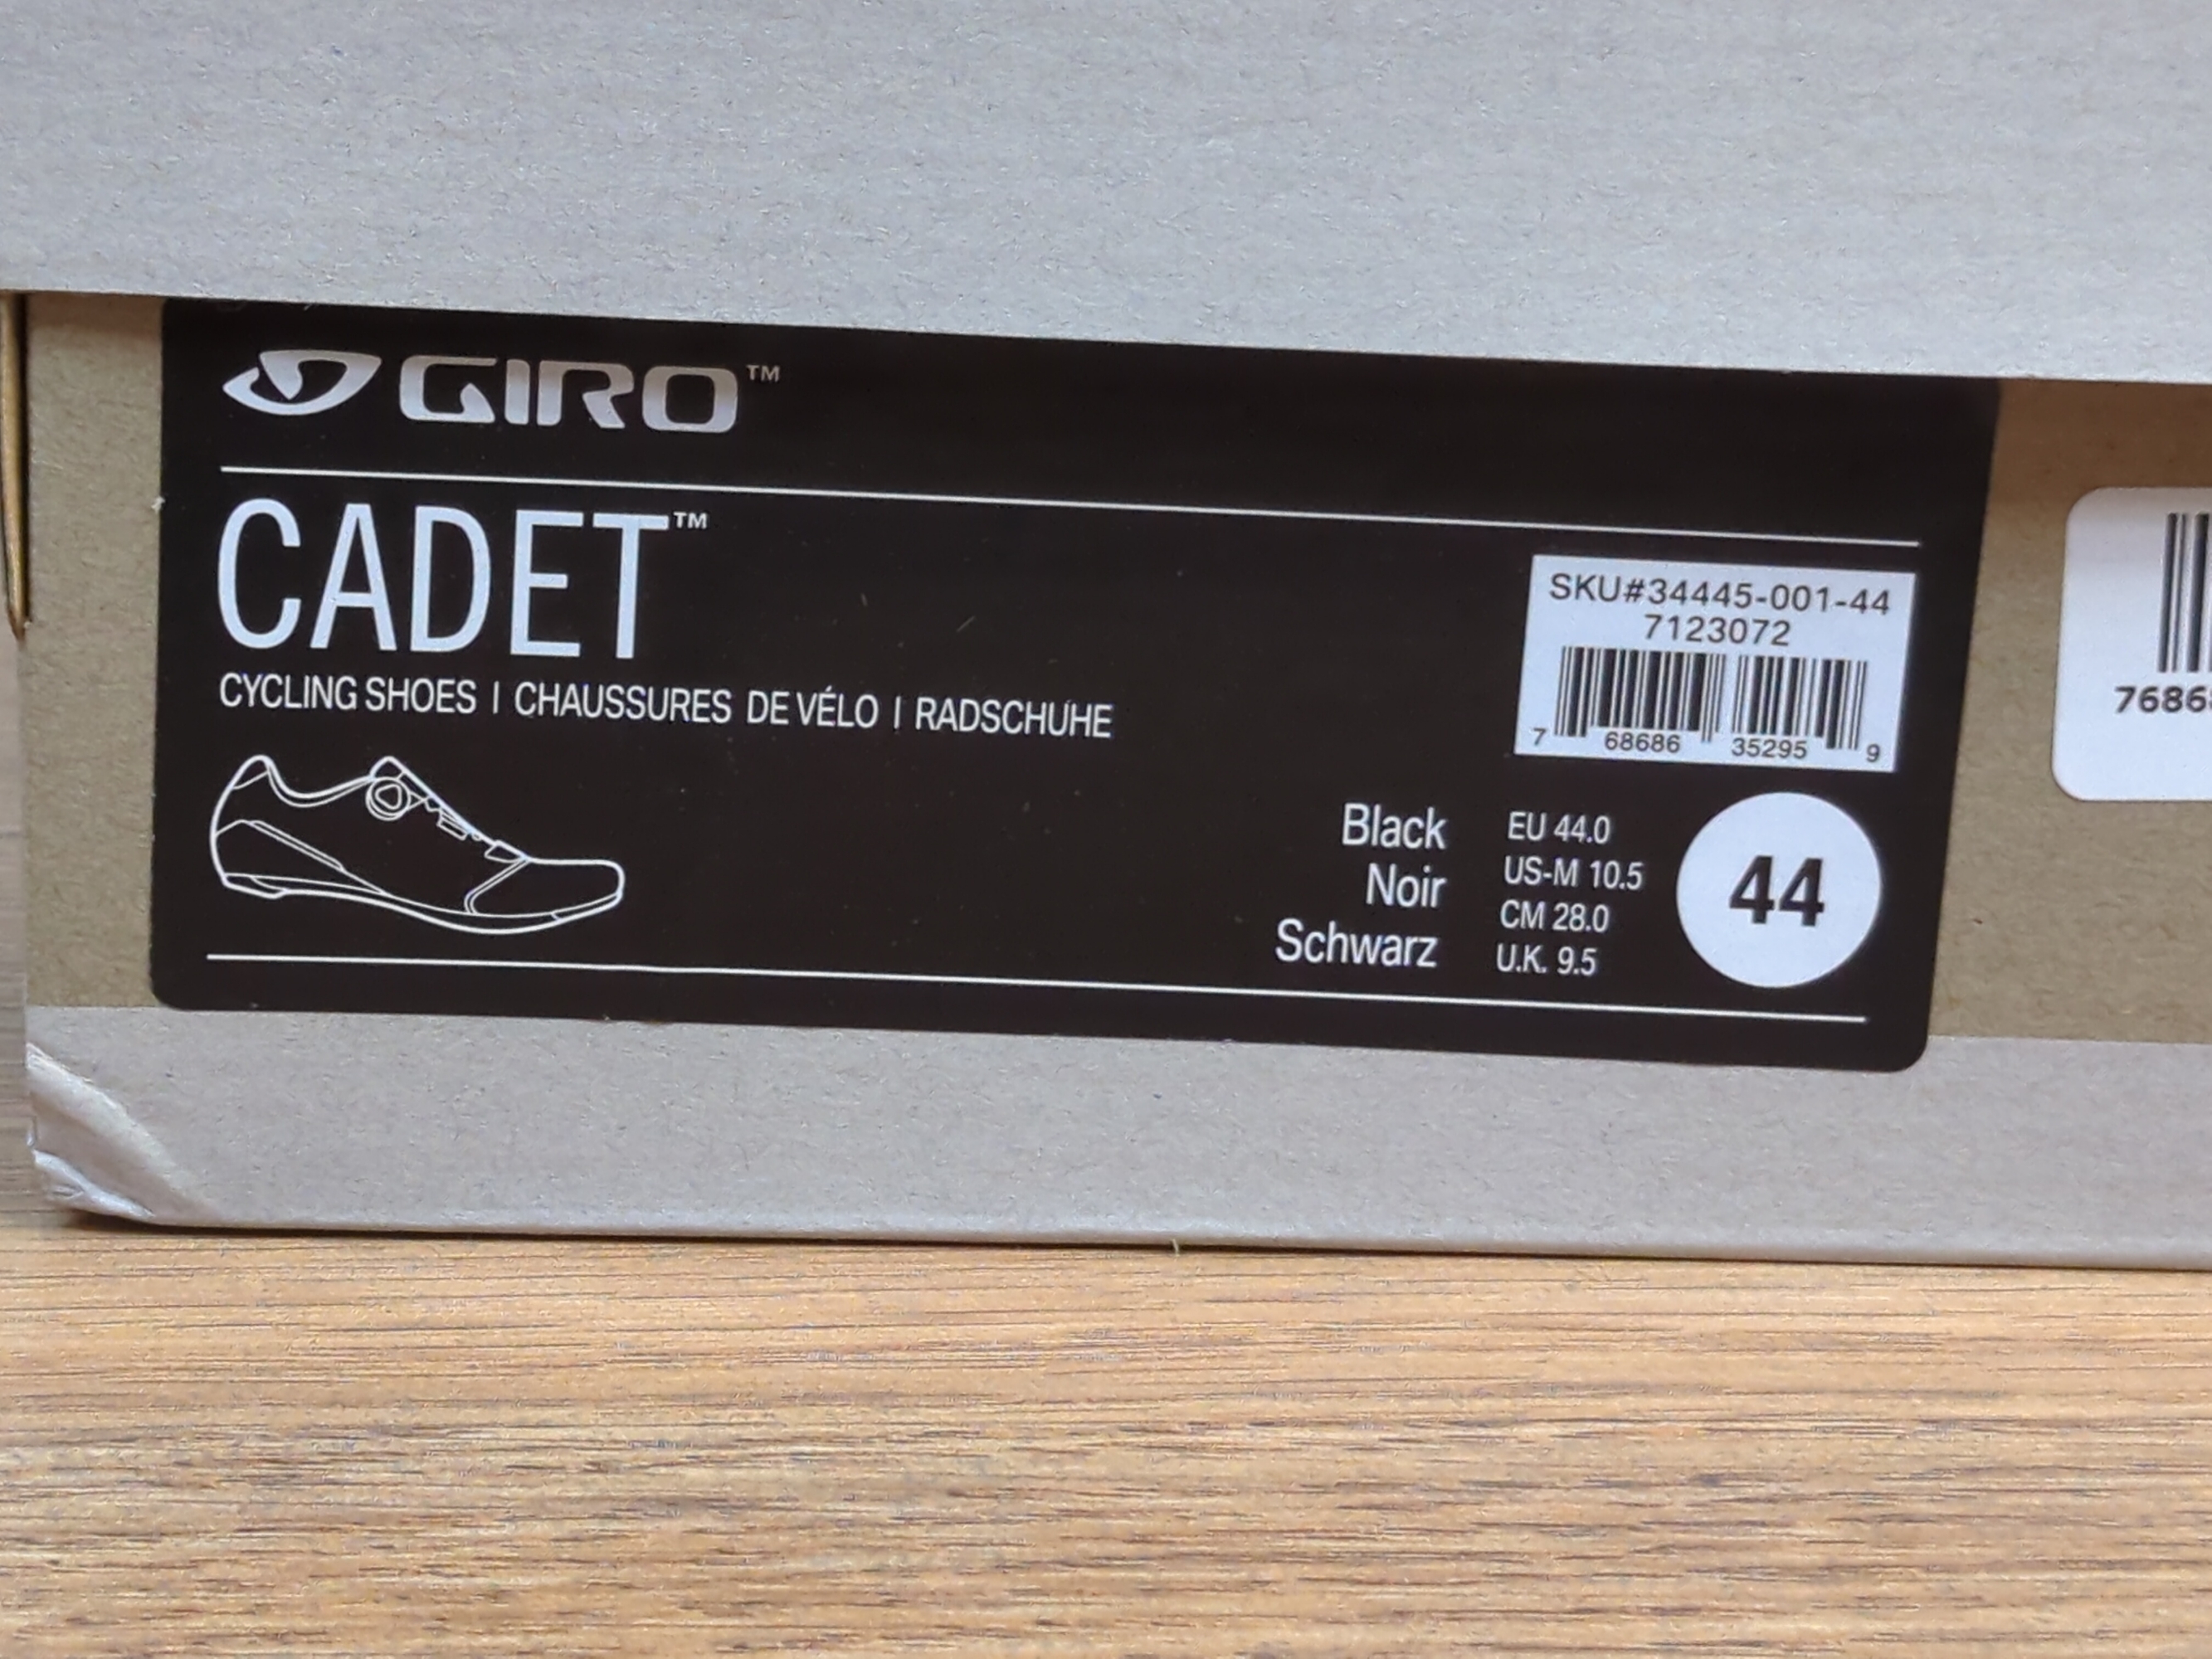 GIRO™
CADET™
CYCLING SHOES | CHAUSSURES DE VÉLO | RADSCHUHE
SKU#34445-001-44
7123072
7 68686 35295 9
7686
Black
Noir
Schwarz
EU 44.0
US-M 10.5
CM 28.0
U.K. 9.5
44